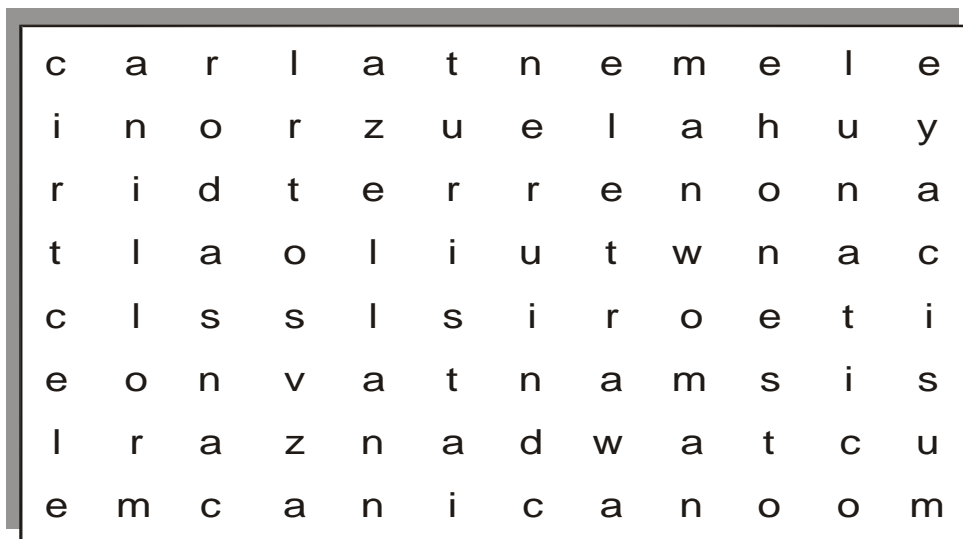 c a r l a t n e m e l e
i n o r z u e l a h u y
r i d t e r r e n o n a
t l a o l i u t w n a c
c l s s l s i r o e t i
e o n v a t n a m s i s
l r a z n a d w a t c u
e m c a n i c a n o o m